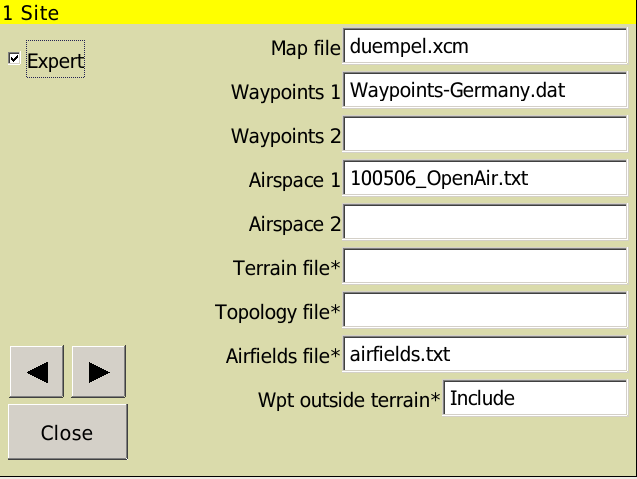 1 Site
Expert
Map file duempel.xcm
Waypoints 1 Waypoints-Germany.dat
Waypoints 2
Airspace 1 100506_OpenAir.txt
Airspace 2
Terrain file*
Topology file*
Airfields file* airfields.txt
Wpt outside terrain* Include
Close